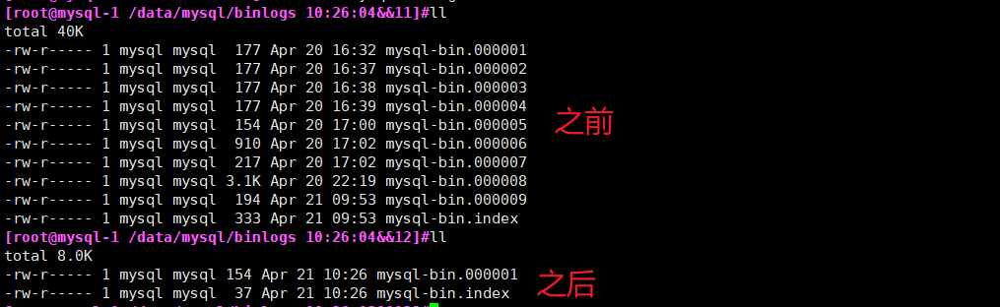 [root@mysql-1 /data/mysql/binlogs 10:26:04&&11]#ll
total 40K
-rw-r----- 1 mysql mysql  177 Apr 20 16:32 mysql-bin.000001
-rw-r----- 1 mysql mysql  177 Apr 20 16:37 mysql-bin.000002
-rw-r----- 1 mysql mysql  177 Apr 20 16:38 mysql-bin.000003
-rw-r----- 1 mysql mysql  177 Apr 20 16:39 mysql-bin.000004
之前
-rw-r----- 1 mysql mysql  154 Apr 20 17:00 mysql-bin.000005
-rw-r----- 1 mysql mysql  910 Apr 20 17:02 mysql-bin.000006
-rw-r----- 1 mysql mysql  217 Apr 20 17:02 mysql-bin.000007
-rw-r----- 1 mysql mysql 3.1K Apr 20 22:19 mysql-bin.000008
-rw-r----- 1 mysql mysql  194 Apr 21 09:53 mysql-bin.000009
-rw-r----- 1 mysql mysql  333 Apr 21 09:53 mysql-bin.index
[root@mysql-1 /data/mysql/binlogs 10:26:04&&12]#ll
total 8.0K
-rw-r----- 1 mysql mysql 154 Apr 21 10:26 mysql-bin.000001
-rw-r----- 1 mysql mysql  37 Apr 21 10:26 mysql-bin.index
之后